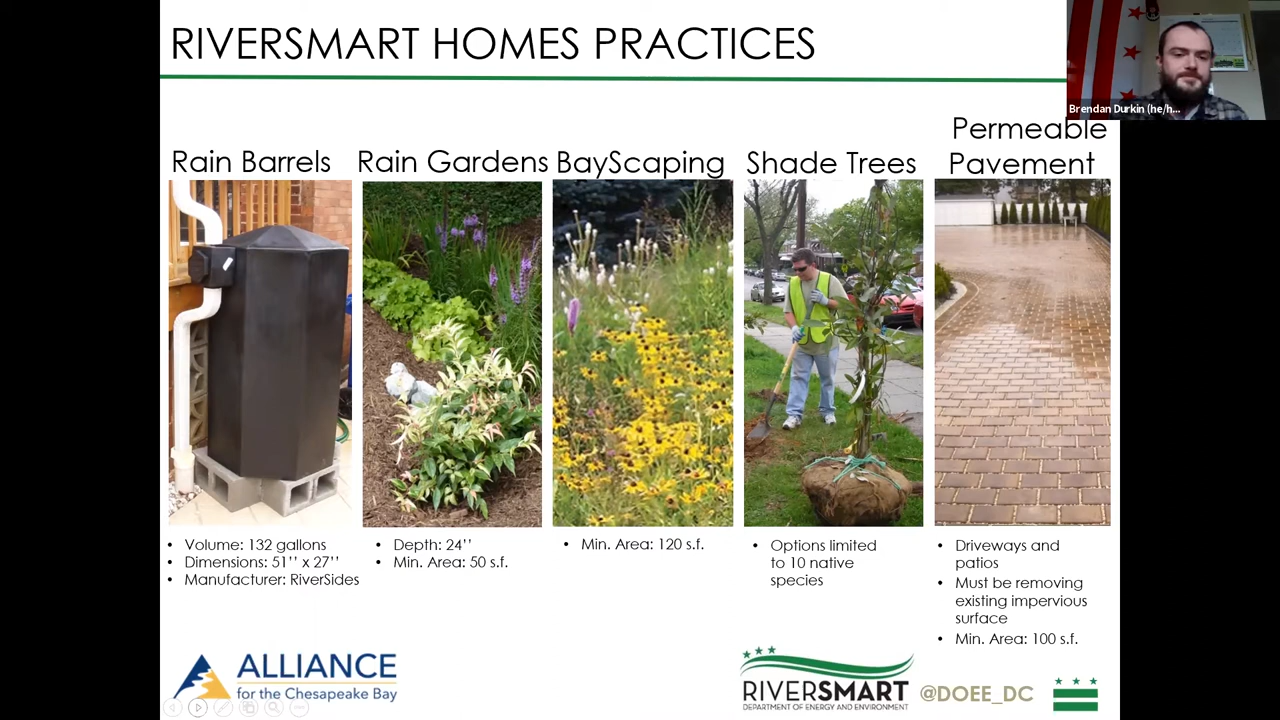 RIVERSMART HOMES PRACTICES
Brendan Durkin (he/h...
Rain Barrels
Rain Gardens
BayScaping
Shade Trees
Permeable
Pavement
• Volume: 132 gallons
• Dimensions: 51’’ x 27’’
• Manufacturer: RiverSides
• Depth: 24’’
• Min. Area: 50 s.f.
• Min. Area: 120 s.f.
• Options limited
to 10 native
species
• Driveways and
patios
• Must be removing
existing impervious
surface
• Min. Area: 100 s.f.
ALLIANCE
for the Chesapeake Bay
RIVERSMART
DEPARTMENT OF ENERGY AND ENVIRONMENT
@DOEE_DC